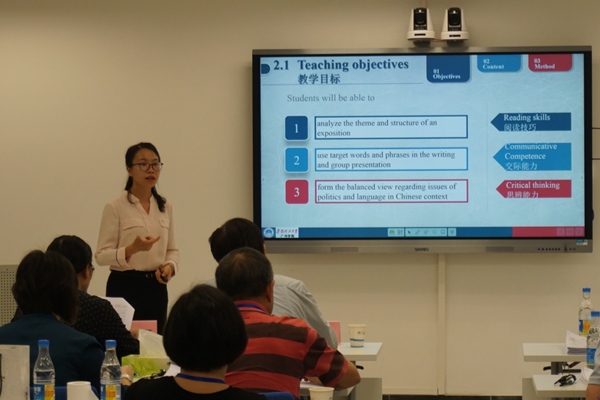 2.1 Teaching objectives
教学目标
01
Objectives
02
Content
03
Method
Students will be able to
1
analyze the theme and structure of an
exposition
Reading skills
阅读技巧
2
use target words and phrases in the writing
and group presentation
Communicative
Competence
交际能力
3
form the balanced view regarding issues of
politics and language in Chinese context
Critical thinking
思辨能力